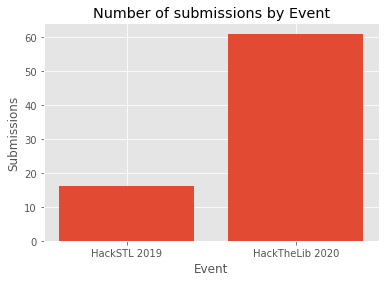 Number of submissions by Event
60
50
40
30
20
10
0
Submissions
HackSTL 2019
HackTheLib 2020
Event